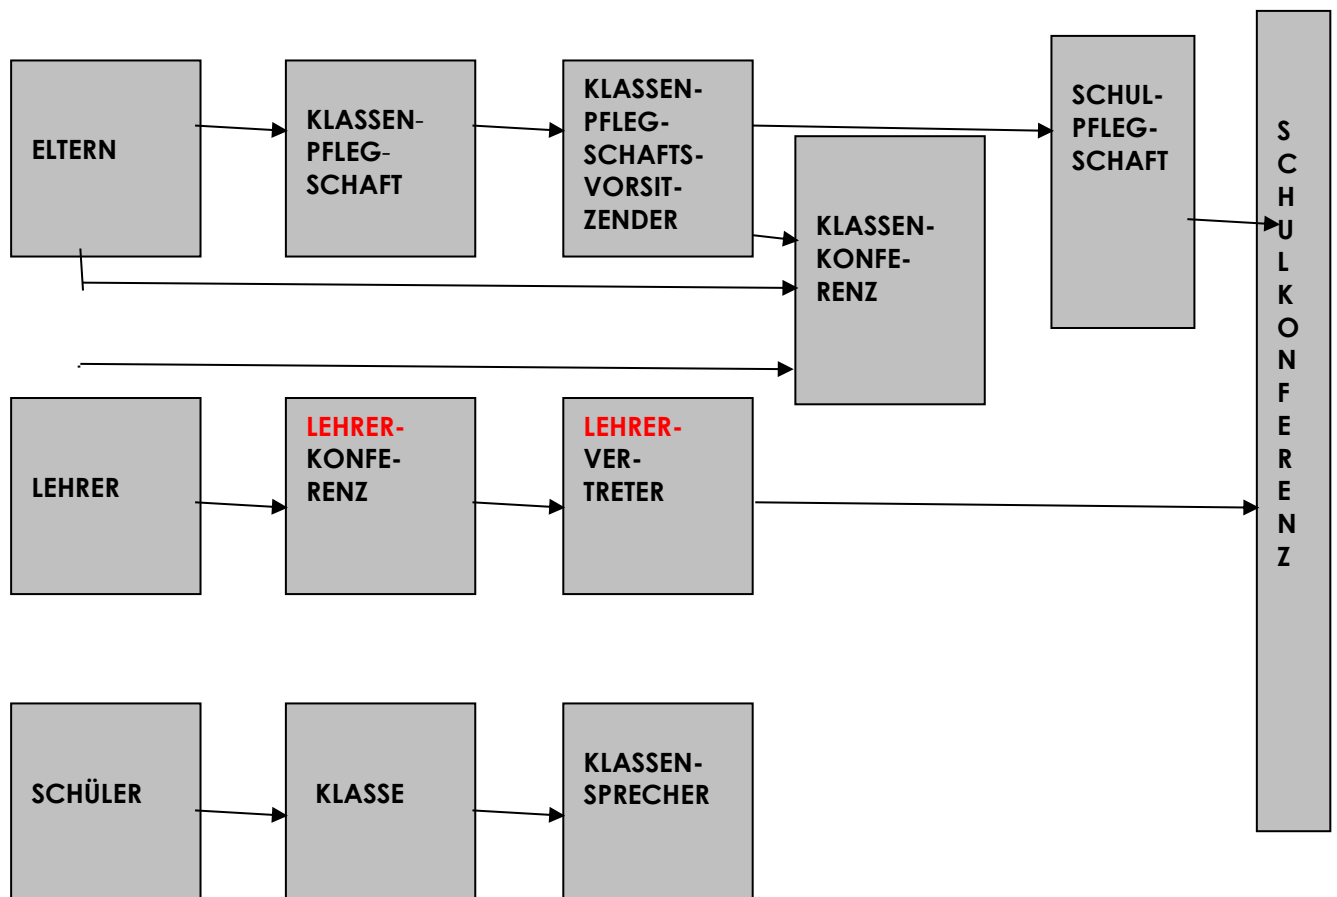 ELTERN
KLASSEN-
PFLEG-
SCHAFT
KLASSEN-
PFLEG-
SCHAFTS-
VORSIT-
ZENDER
KLASSEN-
KONFE-
RENZ
SCHUL-
PFLEG-
SCHAFT
S
C
H
U
L
K
O
N
F
E
R
E
N
Z
LEHRER
LEHRER-
KONFE-
RENZ
LEHRER-
VER-
TRETER
SCHÜLER
KLASSE
KLASSEN-
SPRECHER